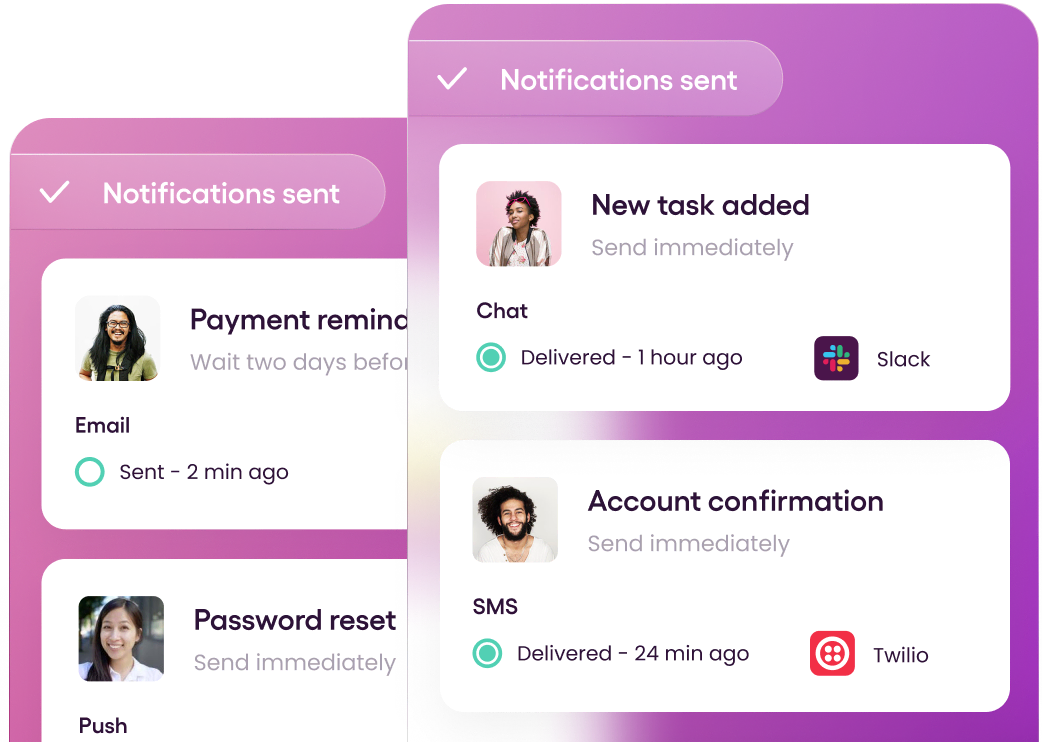 Notifications sent
Payment remind
Wait two days befor
Email
Sent - 2 min ago
Password reset
Send immediately
Push
Notifications sent
New task added
Send immediately
Chat
Delivered - 1 hour ago
Slack
Account confirmation
Send immediately
SMS
Delivered - 24 min ago
Twilio